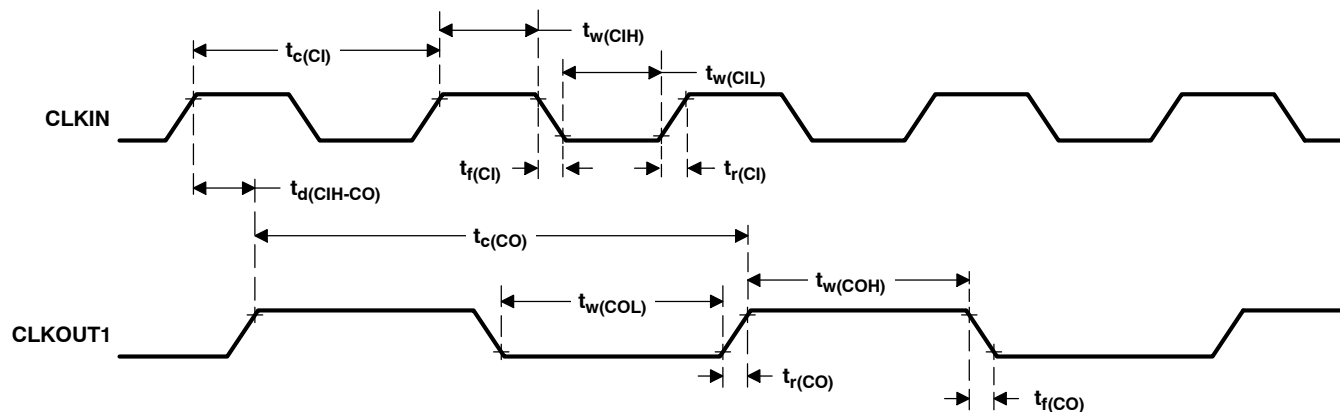 tw(CIH)
tc(CI)
tw(CIL)
CLKIN
tf(CI)
tr(CI)
td(CIH-CO)
tc(CO)
tw(COL)
tw(COH)
CLKOUT1
tr(CO)
tf(CO)